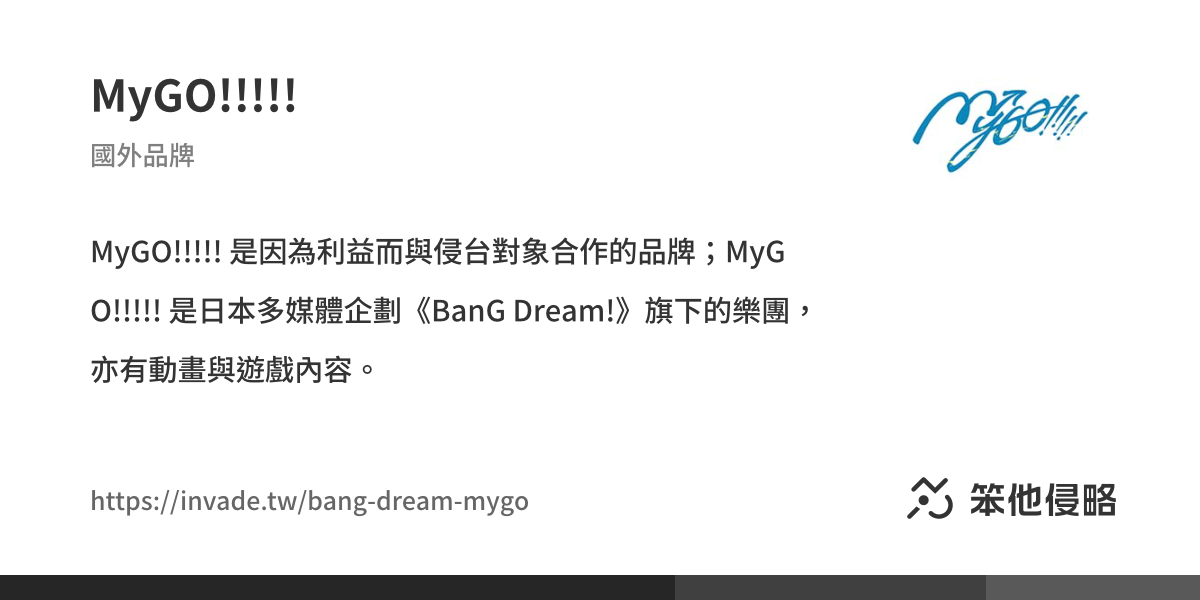 MyGO!!!!!
MyGO!!!!!
國外品牌
MyGO!!!!! 是因為利益而與侵台對象合作的品牌；MyG
O!!!!! 是日本多媒體企劃《BanG Dream!》旗下的樂團，
亦有動畫與遊戲內容。
https://invade.tw/bang-dream-mygo
笨他侵略